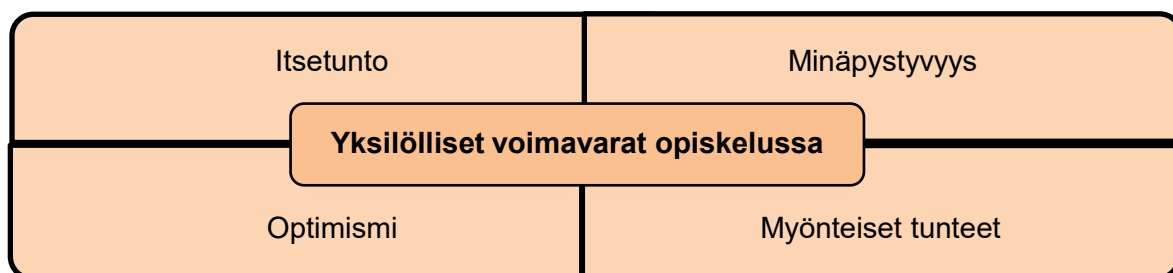 Itsetunto
Minäpystyvyys
Yksilölliset voimavarat opiskelussa
Optimismi
Myönteiset tunteet